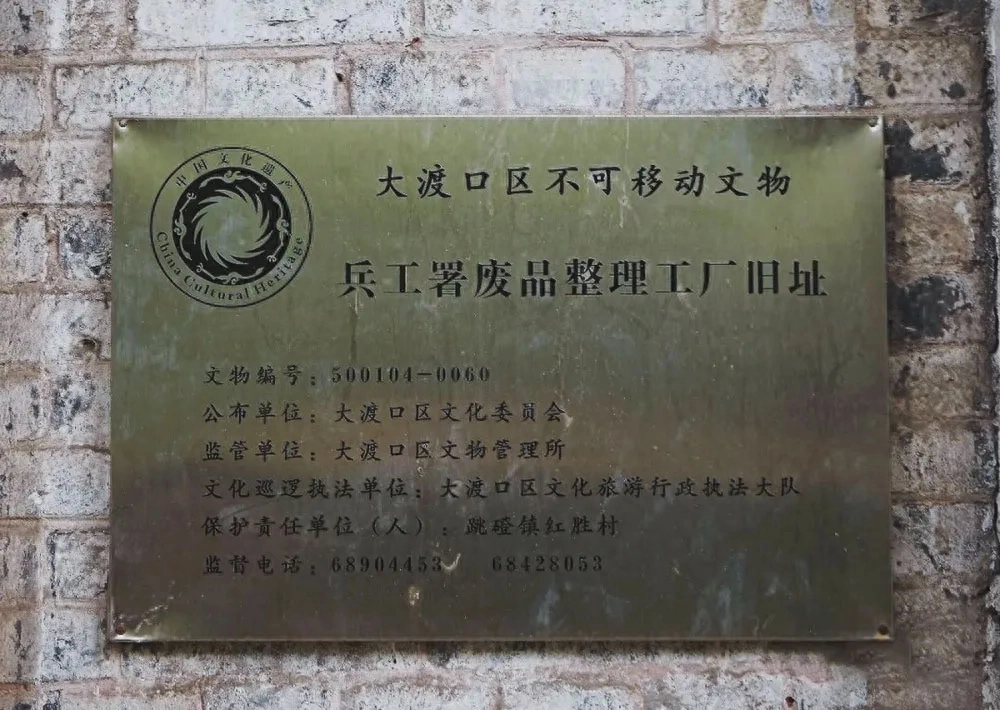 中国文化遗产
China Cultural Heritage
大渡口区不可移动文物
兵工署废品整理工厂旧址
文物编号：500104-0060
公布单位：大渡口区文化委员会
监管单位：大渡口区文物管理所
文化巡逻执法单位：大渡口区文化旅游行政执法大队
保护责任单位（人）：跳磴镇红胜村
监督电话：68904453 68428053